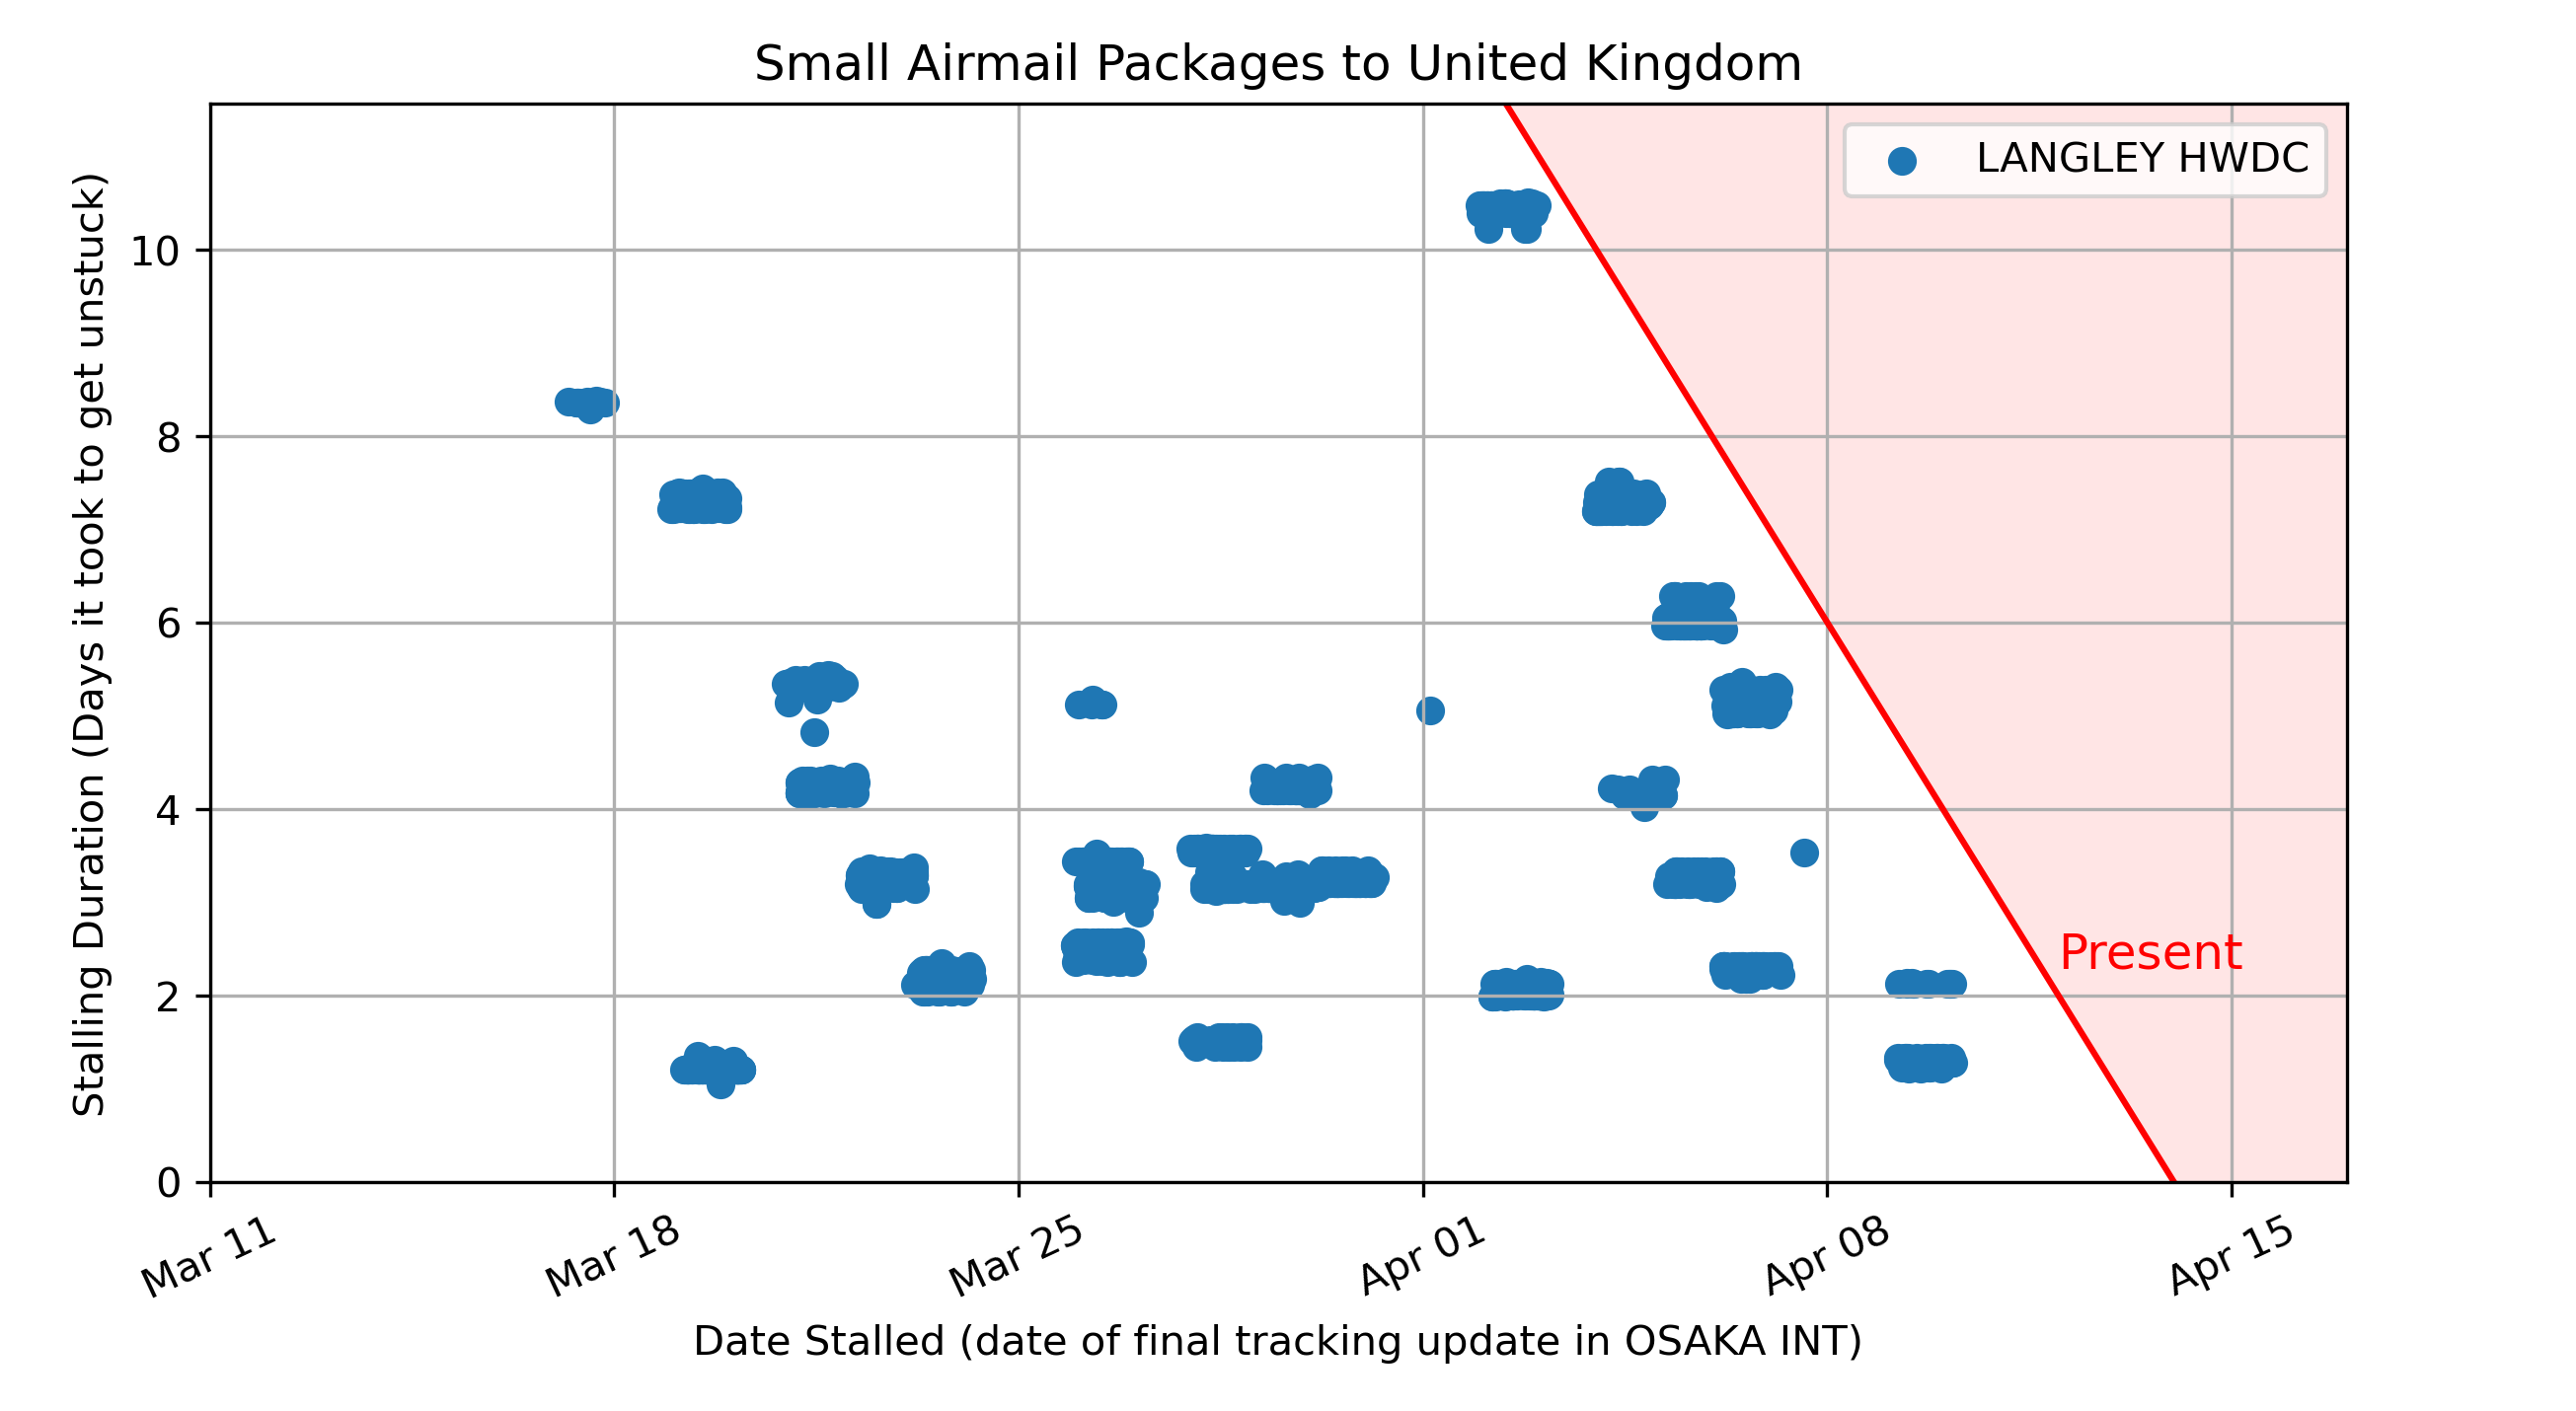 Small Airmail Packages to United Kingdom
LANGLEY HWDC
Stalling Duration (Days it took to get unstuck)
10
8
6
4
2
0
Present
Mar 11
Mar 18
Mar 25
Apr 01
Apr 08
Apr 15
Date Stalled (date of final tracking update in OSAKA INT)